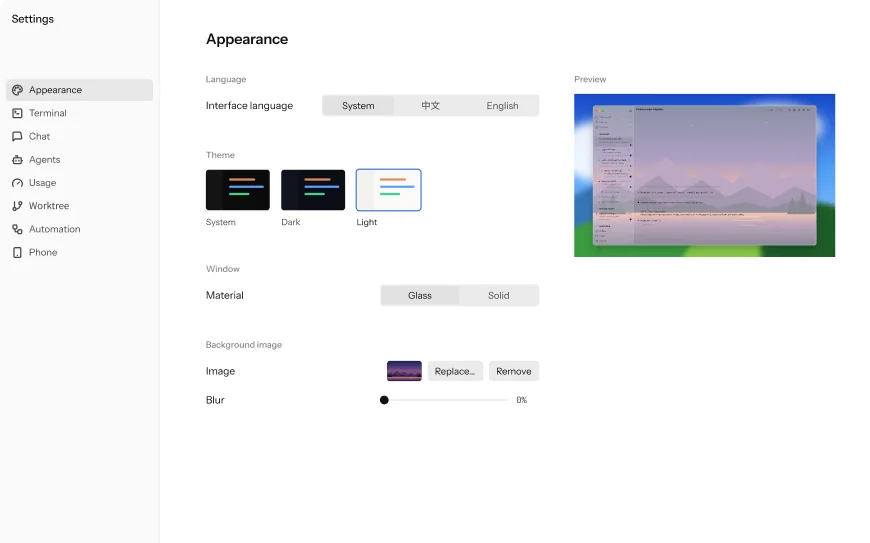 Settings
Appearance
Terminal
Chat
Agents
Usage
Worktree
Automation
Phone
Appearance
Language
Interface language
System
中文
English
Theme
System
Dark
Light
Window
Material
Glass
Solid
Background image
Image
Replace...
Remove
Blur
0%
Preview